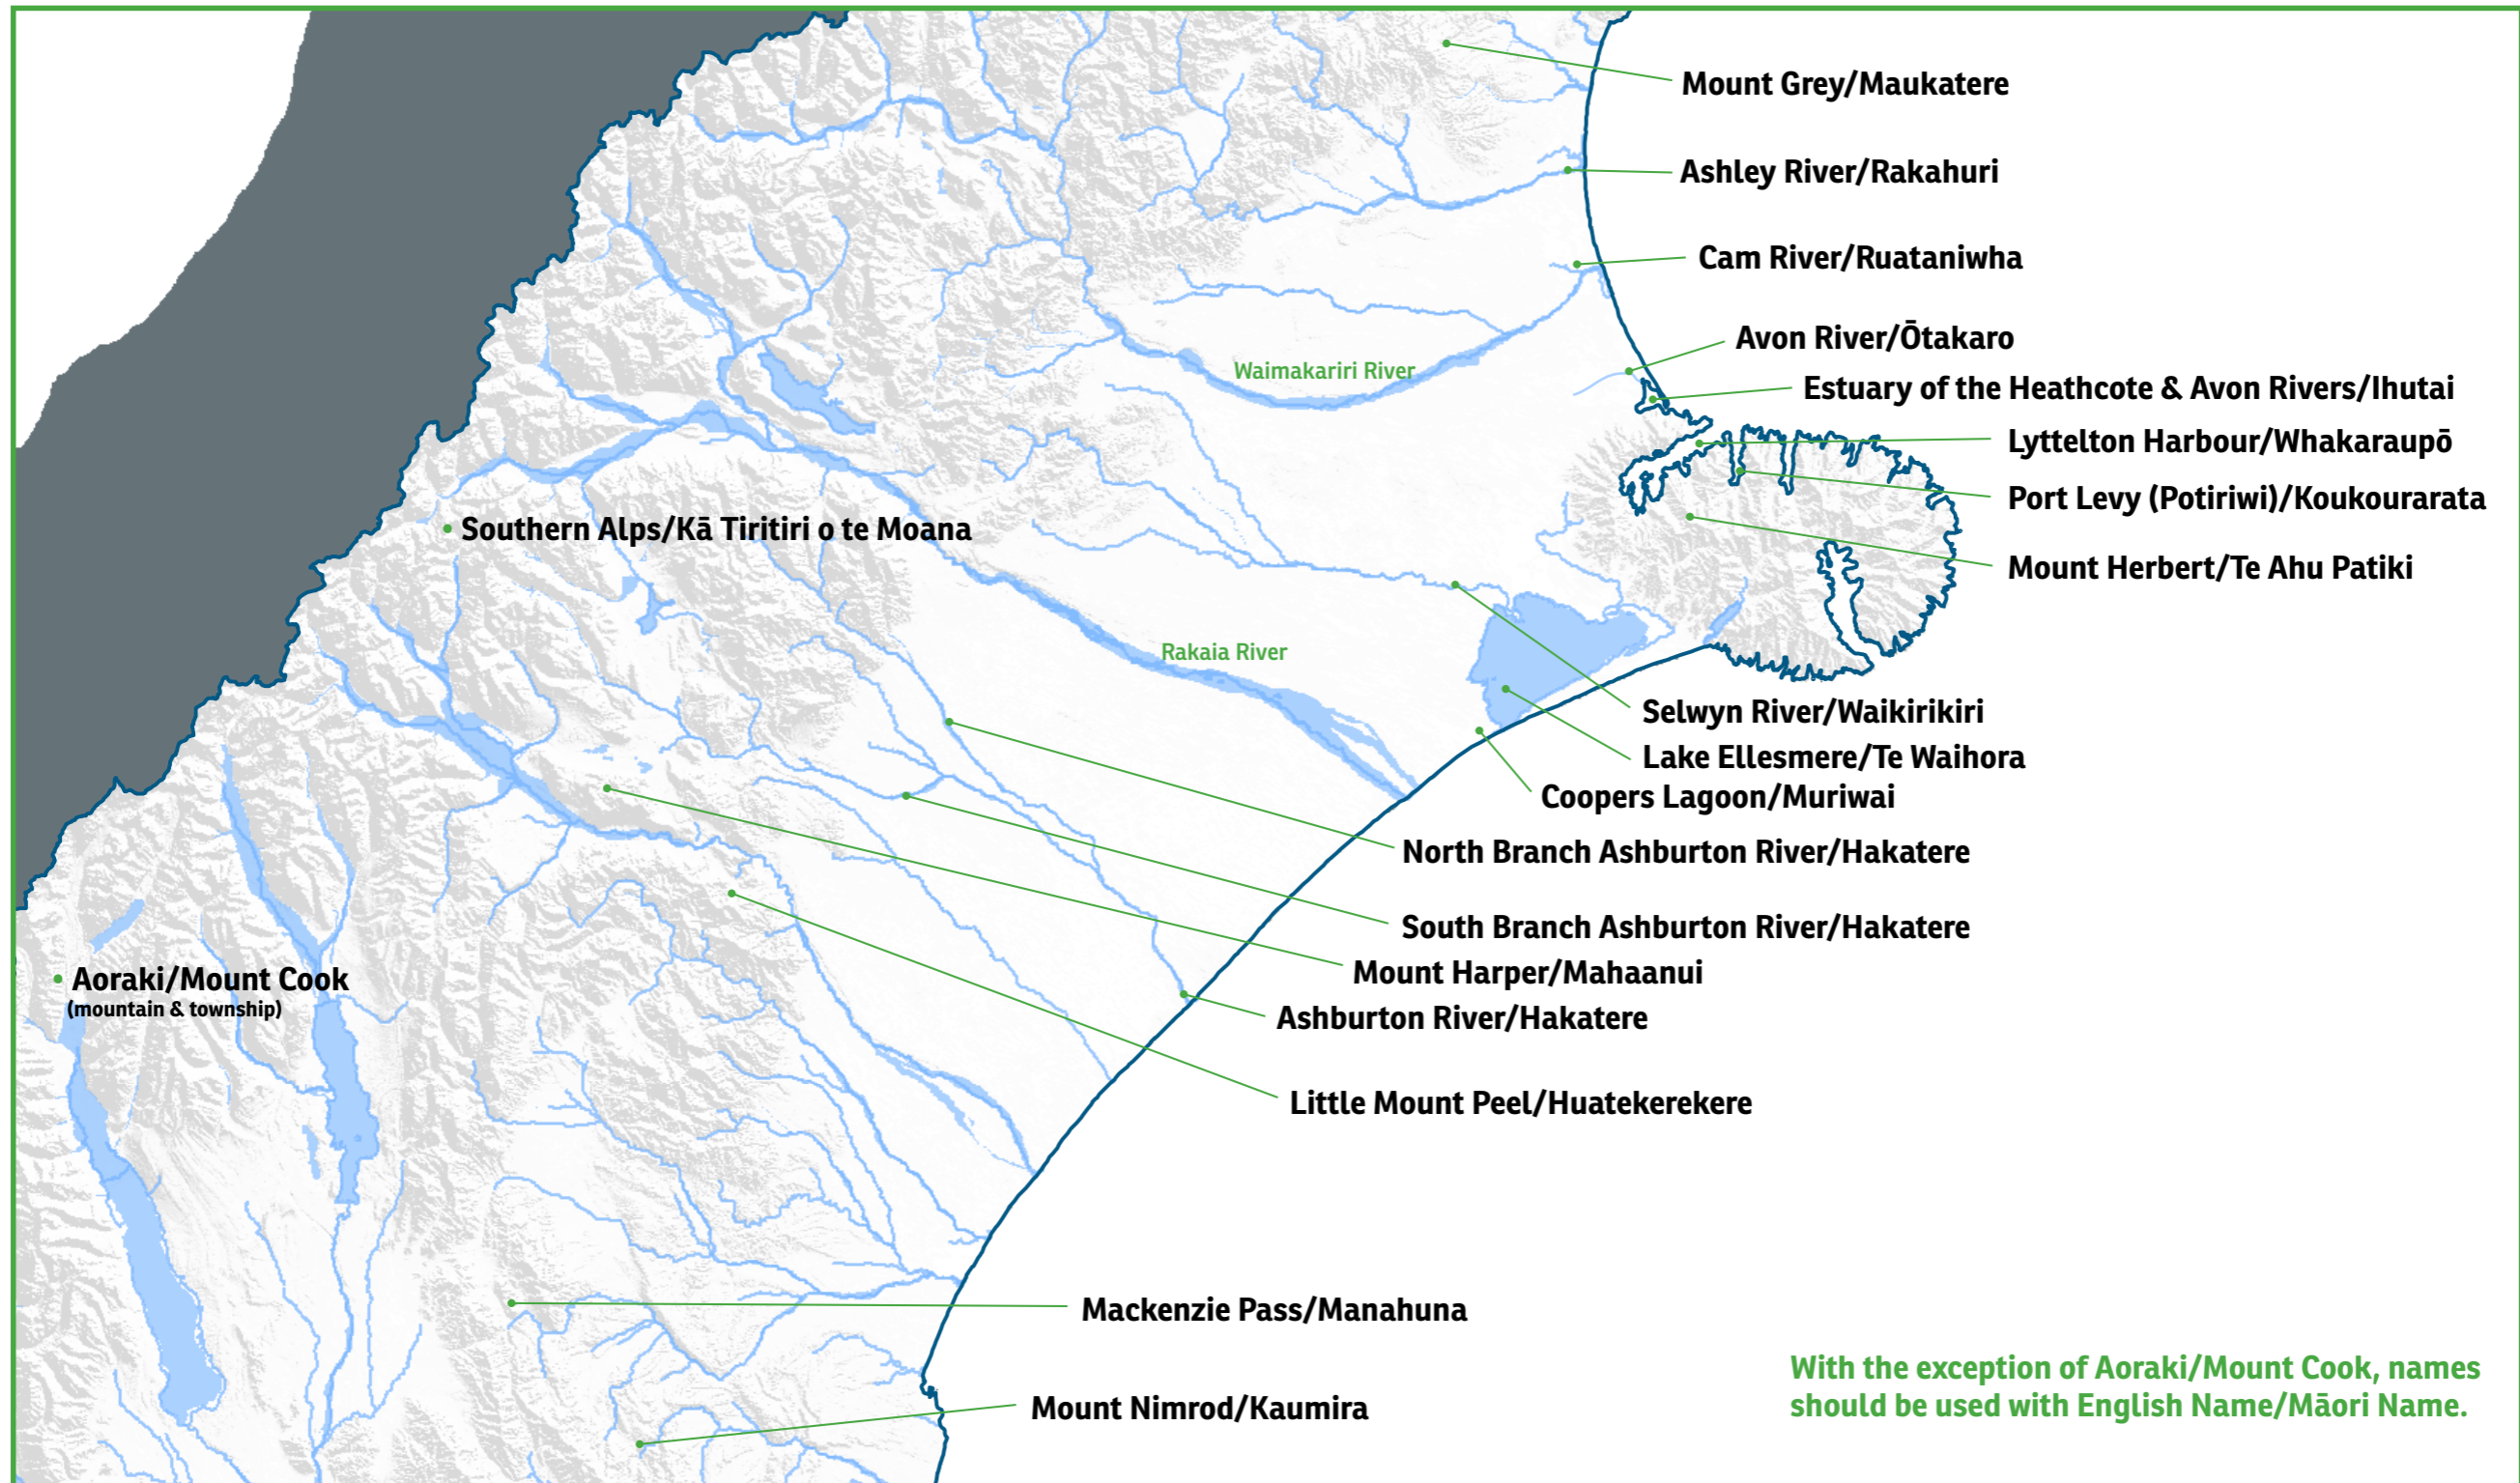 Mount Grey/Maukatere
Ashley River/Rakahuri
Cam River/Ruataniwha
Avon River/Ōtakaro
Waimakariri River
Estuary of the Heathcote & Avon Rivers/Ihutai
Lyttelton Harbour/Whakaraupō
Port Levy (Potiriwi)/Koukourarata
Southern Alps/Kā Tiritiri o te Moana
Mount Herbert/Te Ahu Patiki
Rakaia River
Selwyn River/Waikirikiri
Lake Ellesmere/Te Waihora
Coopers Lagoon/Muriwai
North Branch Ashburton River/Hakatere
South Branch Ashburton River/Hakatere
Mount Harper/Mahaanui
Aoraki/Mount Cook
(mountain & township)
Ashburton River/Hakatere
Little Mount Peel/Huatekerekere
Mackenzie Pass/Manahuna
Mount Nimrod/Kaumira
With the exception of Aoraki/Mount Cook, names
should be used with English Name/Māori Name.